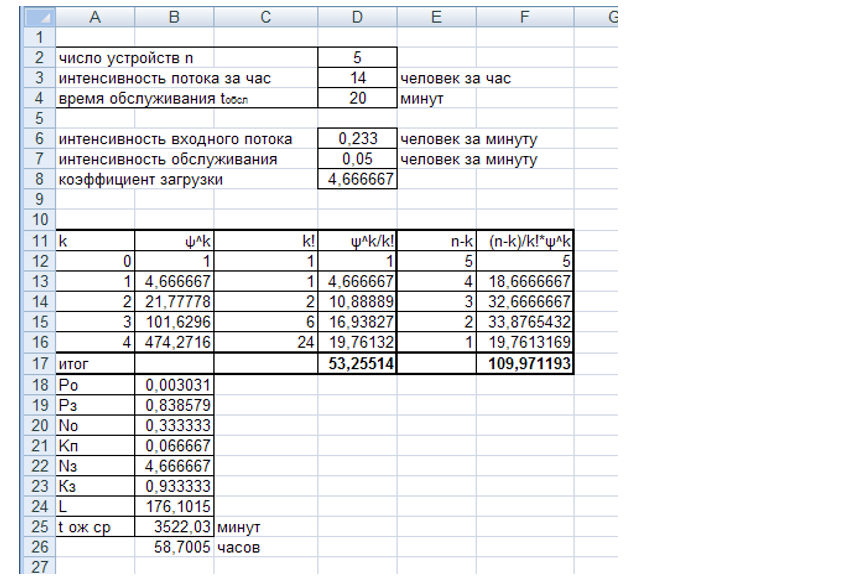 A B C D E F G
1
2 число устройств n 5
3 интенсивность потока за час 14 человек за час
4 время обслуживания tобсл 20 минут
5
6 интенсивность входного потока 0,233 человек за минуту
7 интенсивность обслуживания 0,05 человек за минуту
8 коэффициент загрузки 4,666667
9
10
11 k ψ^k k! ψ^k/k! n-k (n-k)/k!*ψ^k
12 0 1 1 1 5 5
13 1 4,666667 1 4,666667 4 18,6666667
14 2 21,77778 2 10,88889 3 32,6666667
15 3 101,6296 6 16,93827 2 33,8765432
16 4 474,2716 24 19,76132 1 19,7613169
17 итог 53,25514 109,971193
18 Po 0,003031
19 Pз 0,838579
20 No 0,333333
21 Kп 0,066667
22 Nз 4,666667
23 Kз 0,933333
24 L 176,1015
25 t ож ср 3522,03 минут
26 58,7005 часов
27